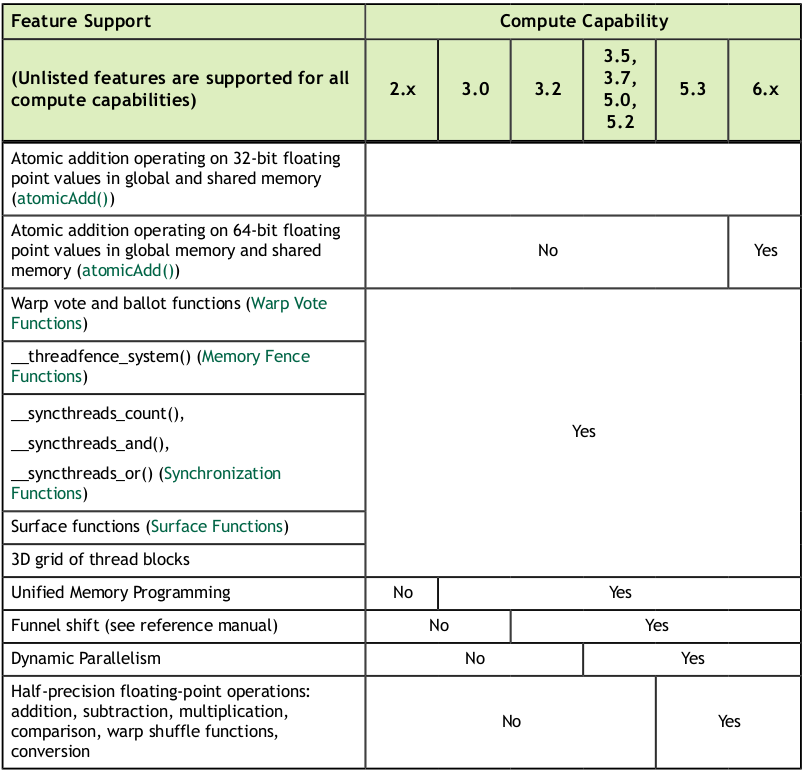 Feature Support
Compute Capability
(Unlisted features are supported for all
compute capabilities)
2.x
3.0
3.2
3.5,
3.7,
5.0,
5.2
5.3
6.x
Atomic addition operating on 32-bit floating
point values in global and shared memory
(atomicAdd())
Atomic addition operating on 64-bit floating
point values in global memory and shared
memory (atomicAdd())
No
Yes
Warp vote and ballot functions (Warp Vote
Functions)
__threadfence_system() (Memory Fence
Functions)
__syncthreads_count(),
__syncthreads_and(),
__syncthreads_or() (Synchronization
Functions)
Surface functions (Surface Functions)
3D grid of thread blocks
Yes
Unified Memory Programming
No
Yes
Funnel shift (see reference manual)
No
Yes
Dynamic Parallelism
No
Yes
Half-precision floating-point operations:
addition, subtraction, multiplication,
comparison, warp shuffle functions,
conversion
No
Yes